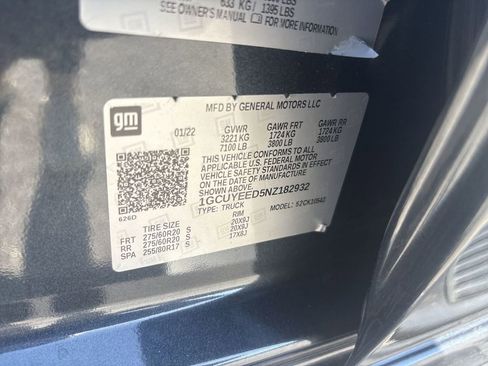 633 KG / 1395 LBS
SEE OWNER'S MANUAL
gm
MFD BY GENERAL MOTORS LLC
01/22
GVWR GAWR FRT GAWR RR
3221 KG 1724 KG 1724 KG
7100 LB 3800 LB 3800 LB
THIS VEHICLE CONFORMS TO ALL
APPLICABLE U.S. FEDERAL MOTOR
VEHICLE SAFETY STANDARDS IN EFFECT
ON THE DATE OF MANUFACTURE
SHOWN ABOVE.
1GCUYEED5NZ182932
TYPE: TRUCK 52CK10543
626D
TIRE SIZE RIM
FRT 275/60R20 S 20X9J
RR 275/60R20 S 20X9J
SPA 255/80R17 S 17X8J